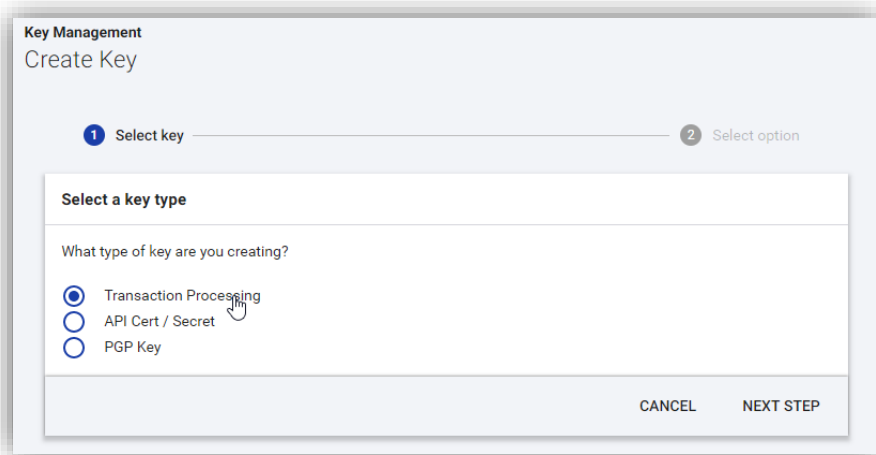 Key Management
Create Key
1 Select key 2 Select option
Select a key type
What type of key are you creating?
Transaction Processing
API Cert / Secret
PGP Key
CANCEL NEXT STEP